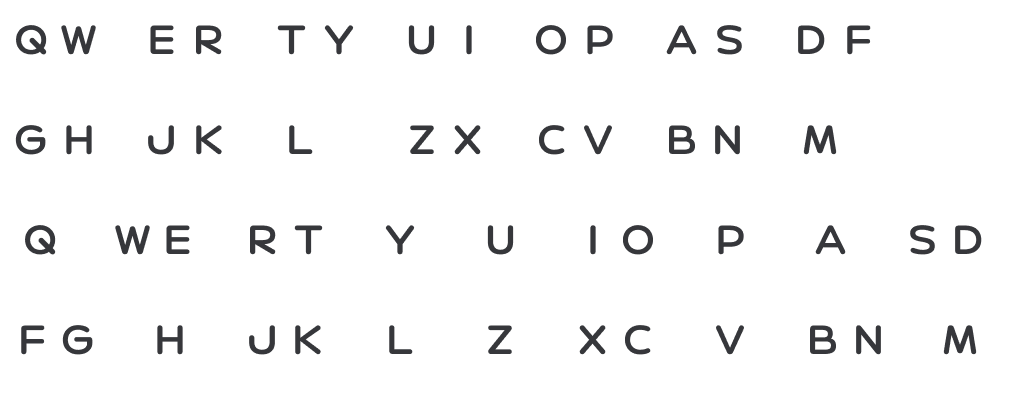 QW ER TY UI OP AS DF
GH JK L ZX CV BN M
Q WE RT Y U IO P A SD
FG H JK L Z XC V BN M